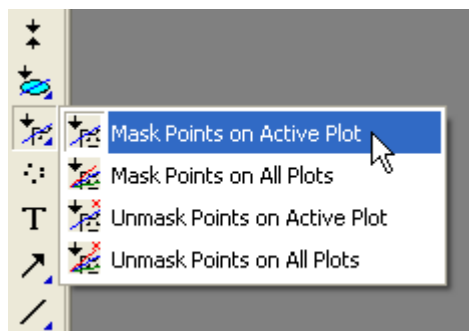 Mask Points on Active Plot
Mask Points on All Plots
T
Unmask Points on Active Plot
Unmask Points on All Plots